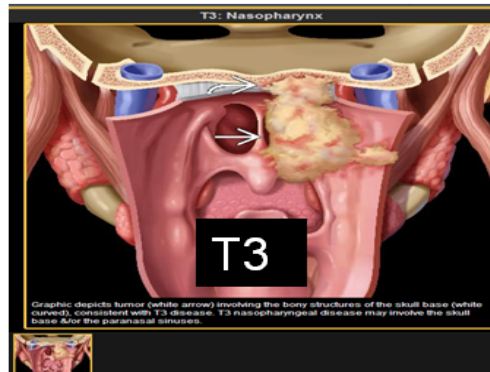 T3: Nasopharynx
T3
Graphic depicts tumor (white arrow) involving the bony structures of the skull base (white
curved), consistent with T3 disease. T3 nasopharyngeal disease may involve the skull
base &/or the paranasal sinuses.